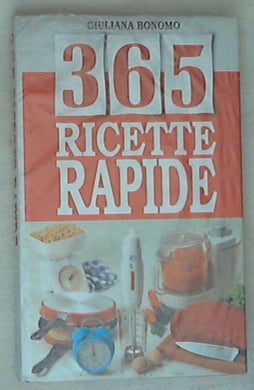 GIULIANA BONOMO
365
RICETTE
RAPIDE